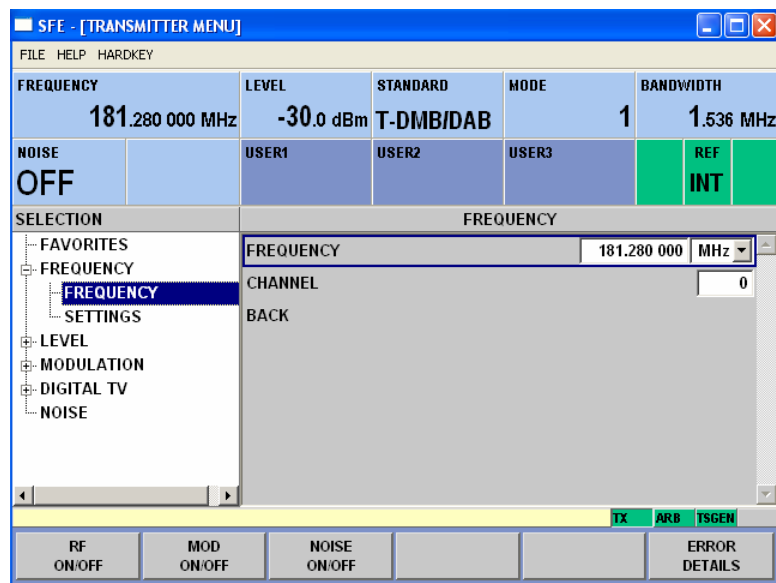 SFE - [TRANSMITTER MENU]
FILE HELP HARDKEY
FREQUENCY LEVEL STANDARD MODE BANDWIDTH
181.280 000 MHz -30.0 dBm T-DMB/DAB 1 1.536 MHz
NOISE USER1 USER2 USER3 REF
OFF INT
SELECTION FREQUENCY
FAVORITES
FREQUENCY
FREQUENCY
SETTINGS
LEVEL
MODULATION
DIGITAL TV
NOISE
FREQUENCY 181.280 000 MHz
CHANNEL 0
BACK
TX ARB TSGEN
RF ON/OFF
MOD ON/OFF
NOISE ON/OFF
ERROR DETAILS